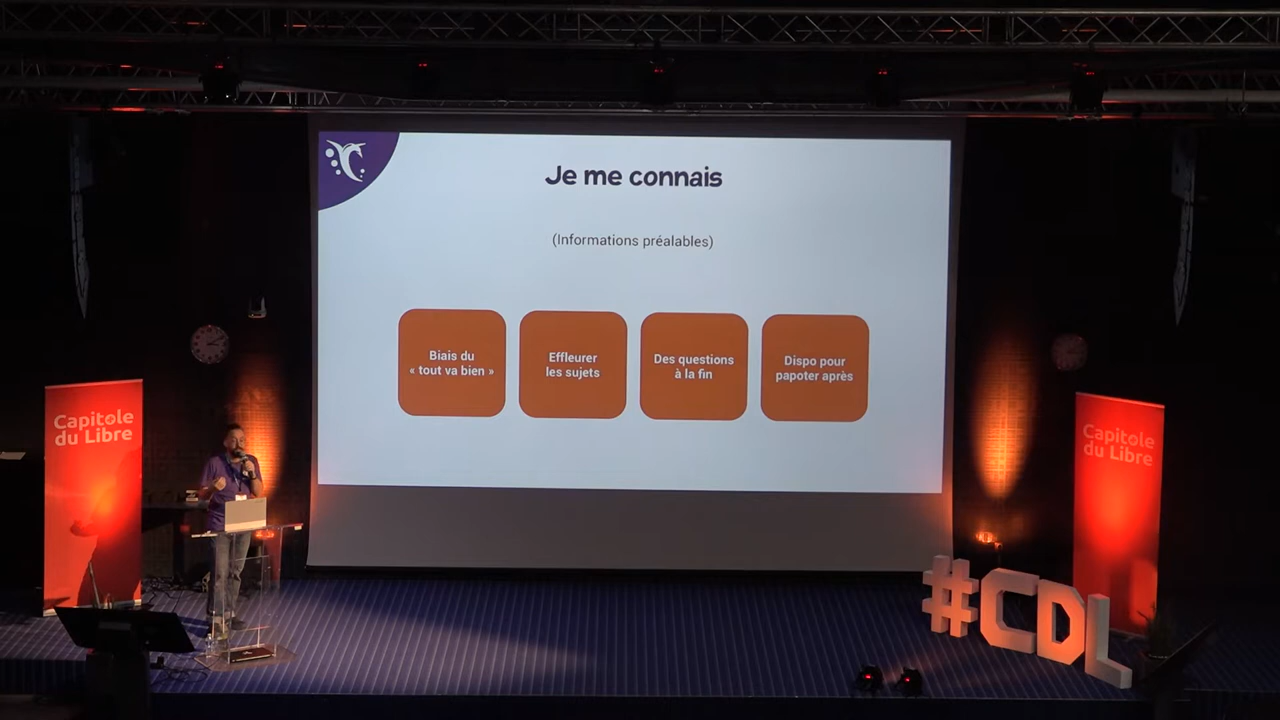 Je me connais
(Informations préalables)
Biais du
« tout va bien »
Effleurer
les sujets
Des questions
à la fin
Dispo pour
papoter après
Capitole
du Libre
Capitole
du Libre
#CDL